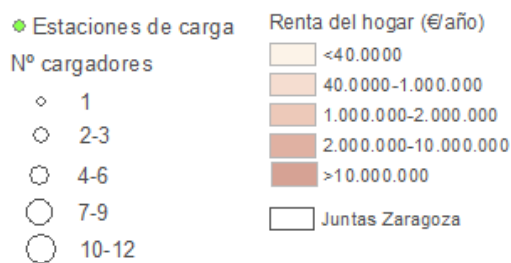 Estaciones de carga
Nº cargadores
1
2-3
4-6
7-9
10-12
Renta del hogar (€/año)
<40.0000
40.0000-1.000.000
1.000.000-2.000.000
2.000.000-10.000.000
>10.000.000
Juntas Zaragoza